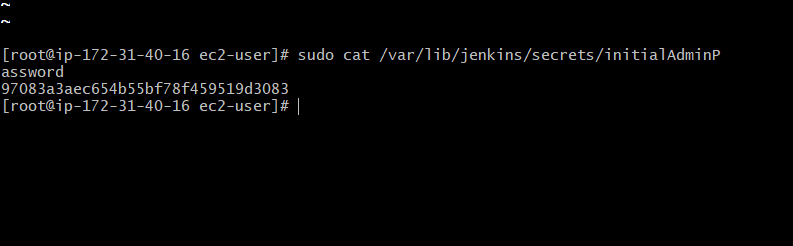 ~
~
[root@ip-172-31-40-16 ec2-user]# sudo cat /var/lib/jenkins/secrets/initialAdminP
assword
97083a3aec654b55bf78f459519d3083
[root@ip-172-31-40-16 ec2-user]#